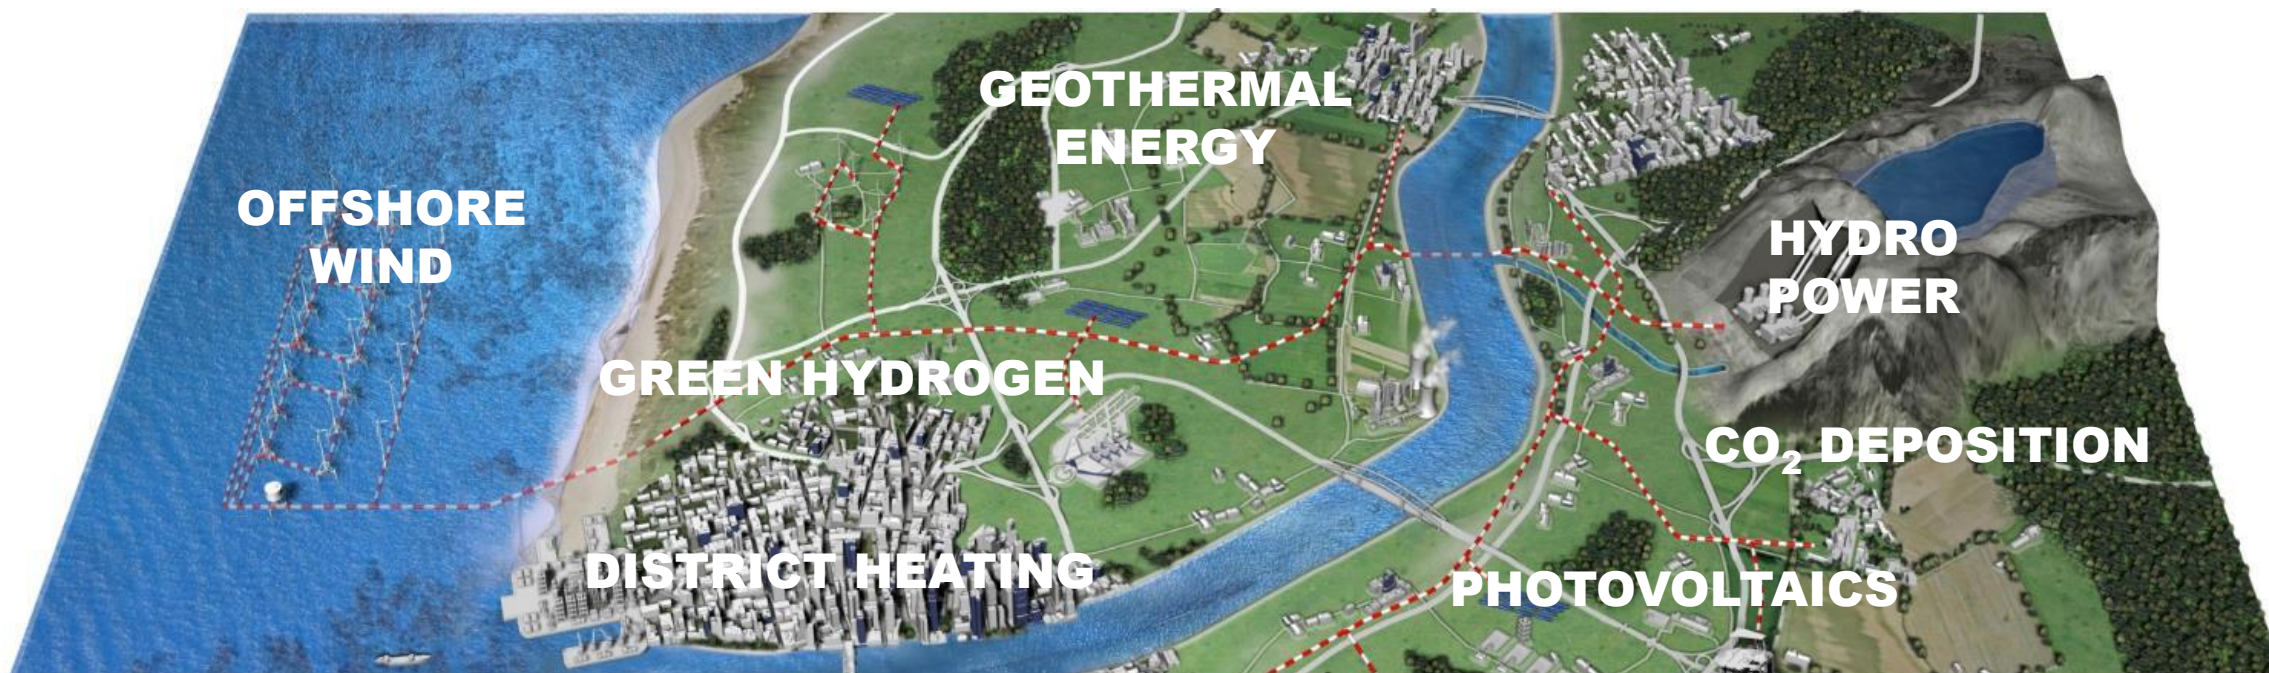 GEOTHERMAL
ENERGY
OFFSHORE
WIND
HYDRO
POWER
GREEN HYDROGEN
CO₂ DEPOSITION
DISTRICT HEATING
PHOTOVOLTAICS